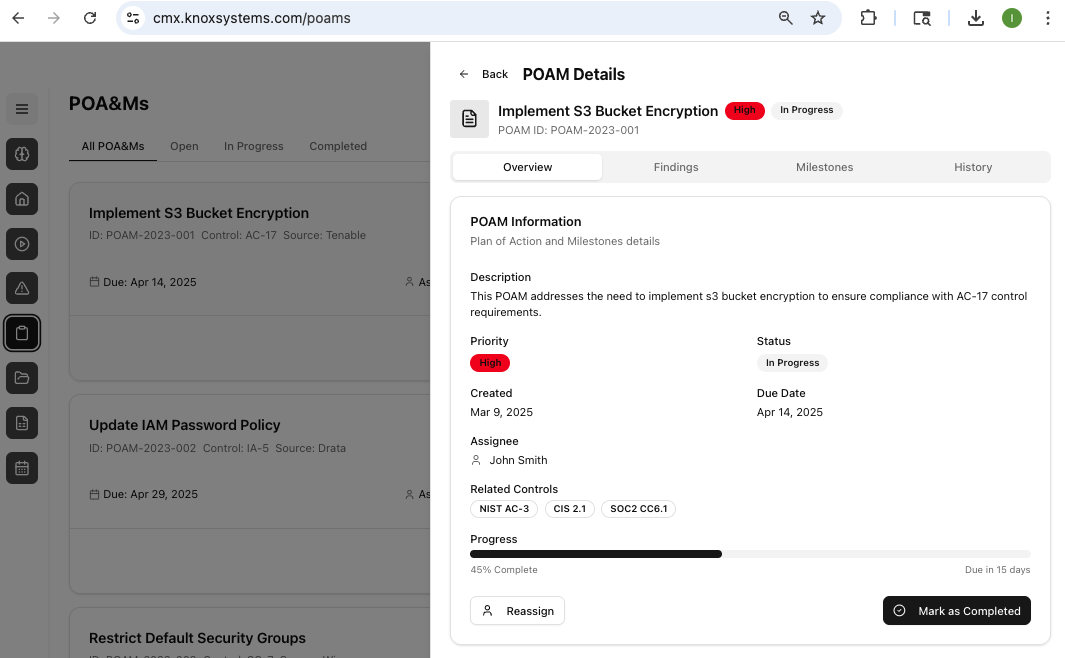 cmx.knoxsystems.com/poams
I
POA&Ms
All POA&Ms Open In Progress Completed
Implement S3 Bucket Encryption
ID: POAM-2023-001 Control: AC-17 Source: Tenable
Due: Apr 14, 2025 As
Update IAM Password Policy
ID: POAM-2023-002 Control: IA-5 Source: Drata
Due: Apr 29, 2025 As
Restrict Default Security Groups
Back POAM Details
Implement S3 Bucket Encryption High In Progress
POAM ID: POAM-2023-001
Overview Findings Milestones History
POAM Information
Plan of Action and Milestones details
Description
This POAM addresses the need to implement s3 bucket encryption to ensure compliance with AC-17 control
requirements.
Priority Status
High In Progress
Created Due Date
Mar 9, 2025 Apr 14, 2025
Assignee
John Smith
Related Controls
NIST AC-3 CIS 2.1 SOC2 CC6.1
Progress
45% Complete Due in 15 days
Reassign Mark as Completed